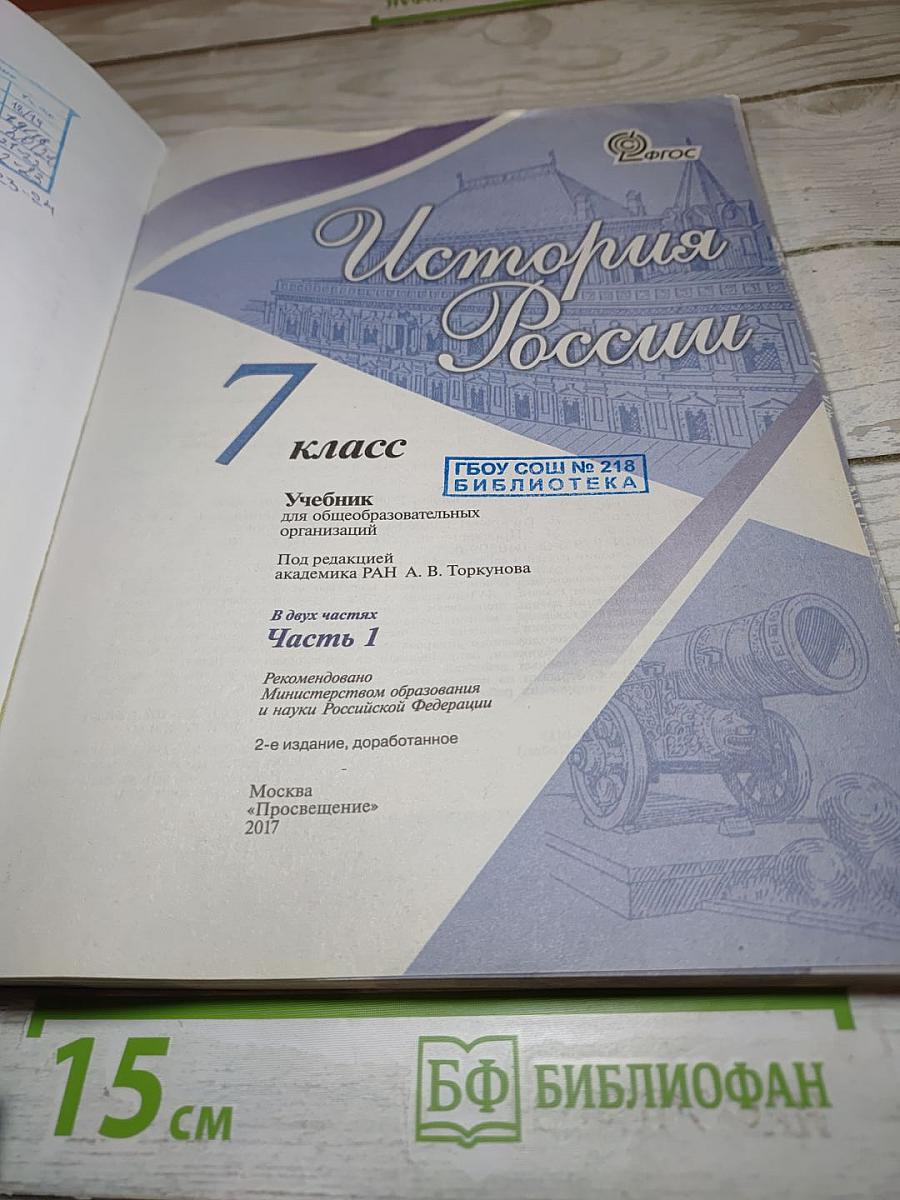 ФГОС
История
России
7 класс
ГБОУ СОШ № 218
БИБЛИОТЕКА
Учебник
для общеобразовательных
организаций
Под редакцией
академика РАН А. В. Торкунова
В двух частях
Часть 1
Рекомендовано
Министерством образования
и науки Российской Федерации
2-е издание, доработанное
Москва
«Просвещение»
2017
15 см
БФ БИБЛИОФАН